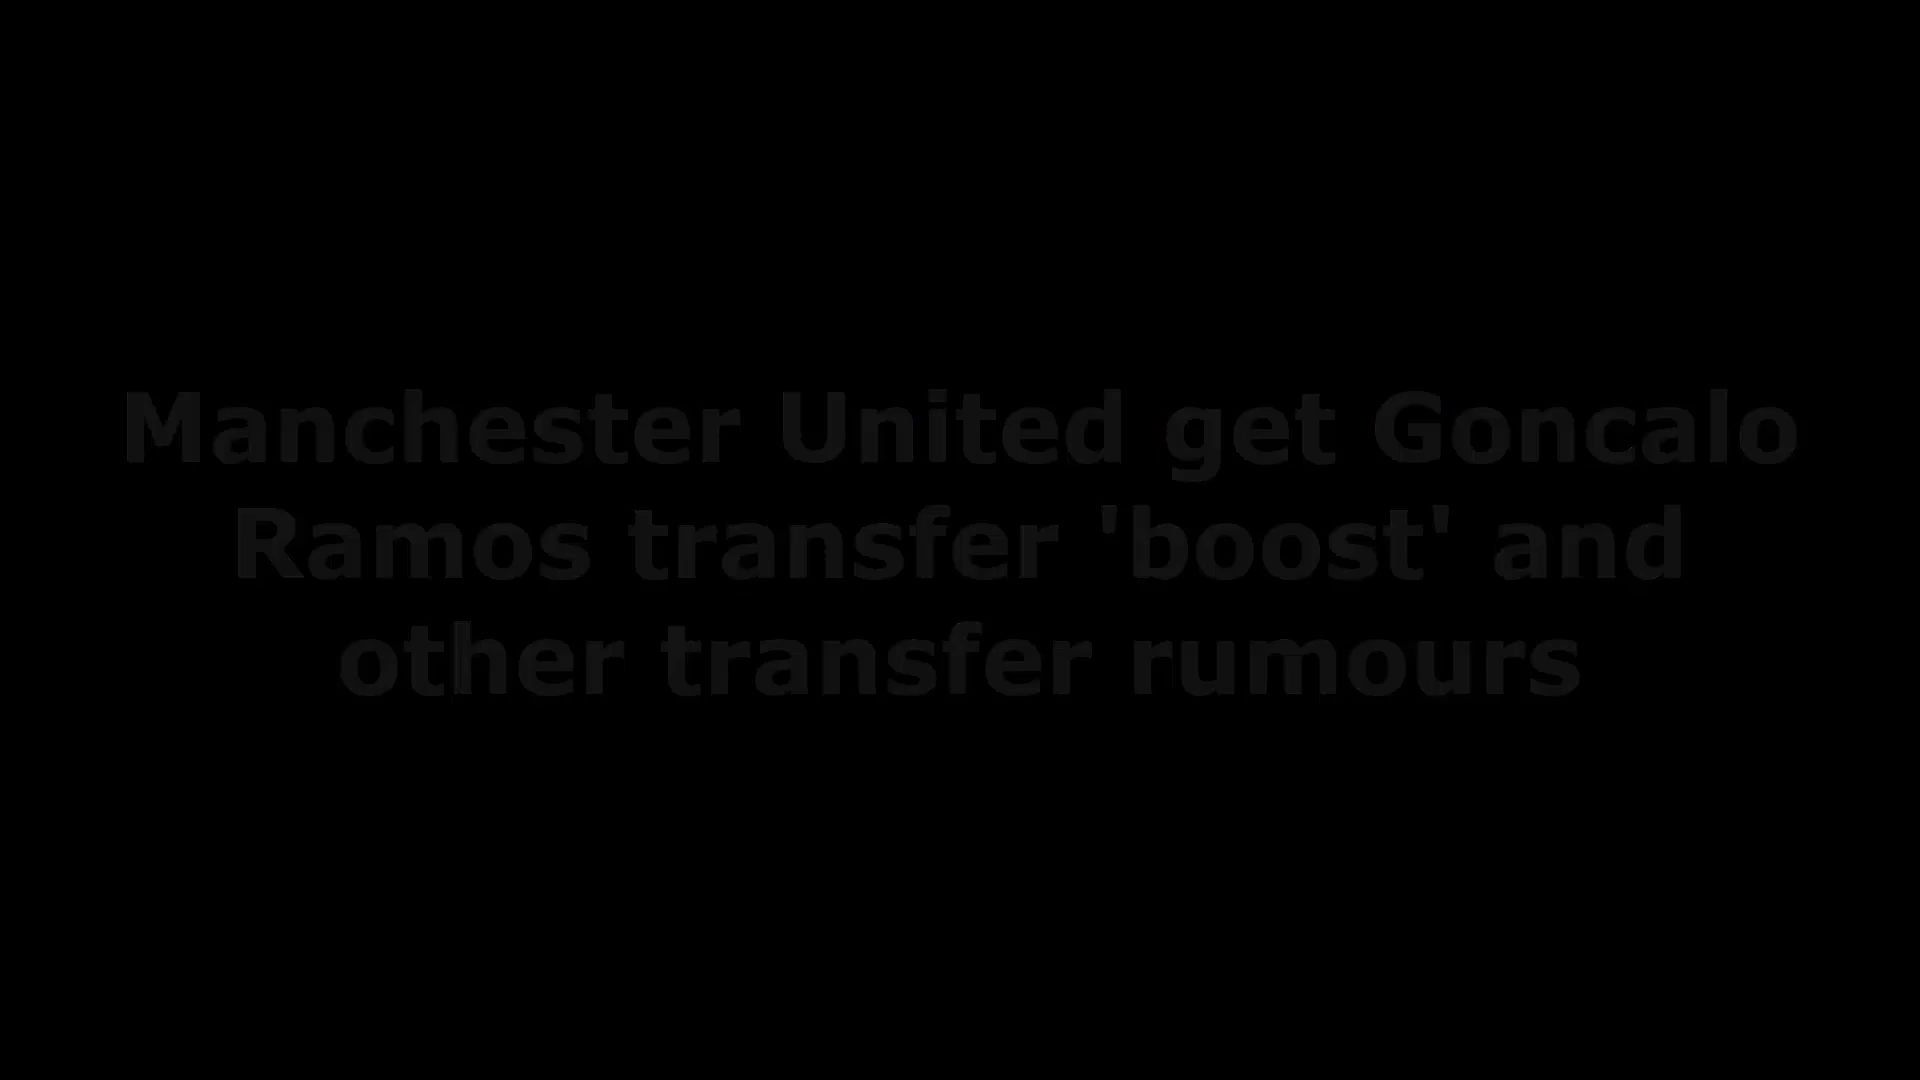 Manchester United get Goncalo
Ramos transfer 'boost' and
other transfer rumours